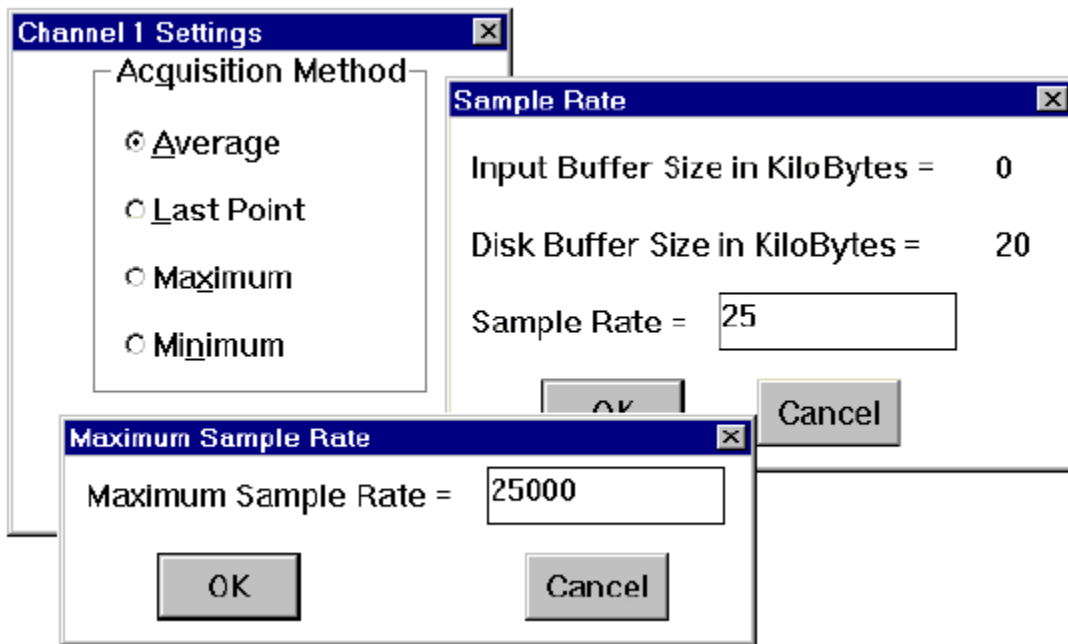 Channel 1 Settings
Acquisition Method
Average
Last Point
Maximum
Minimum
Sample Rate
Input Buffer Size in KiloBytes = 0
Disk Buffer Size in KiloBytes = 20
Sample Rate = 25
OK Cancel
Maximum Sample Rate
Maximum Sample Rate = 25000
OK Cancel